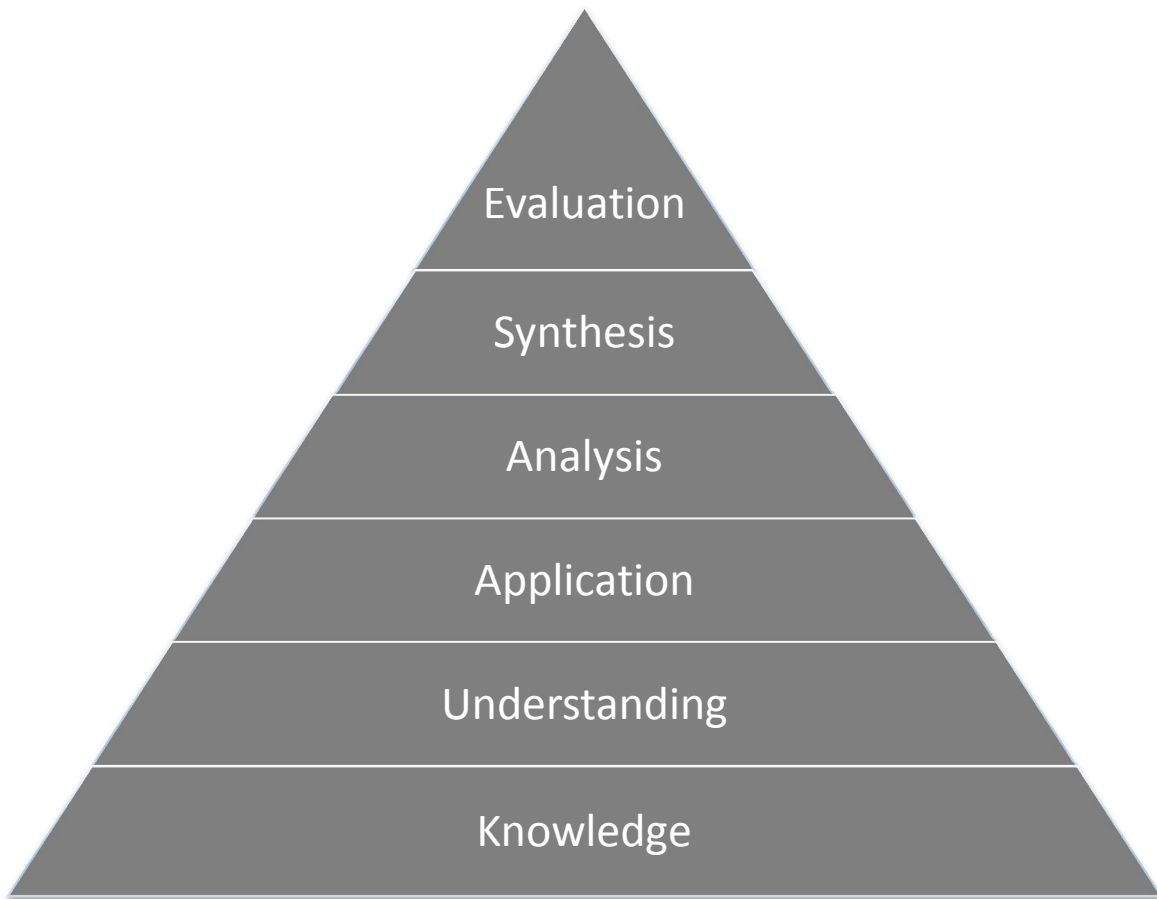 Evaluation
Synthesis
Analysis
Application
Understanding
Knowledge